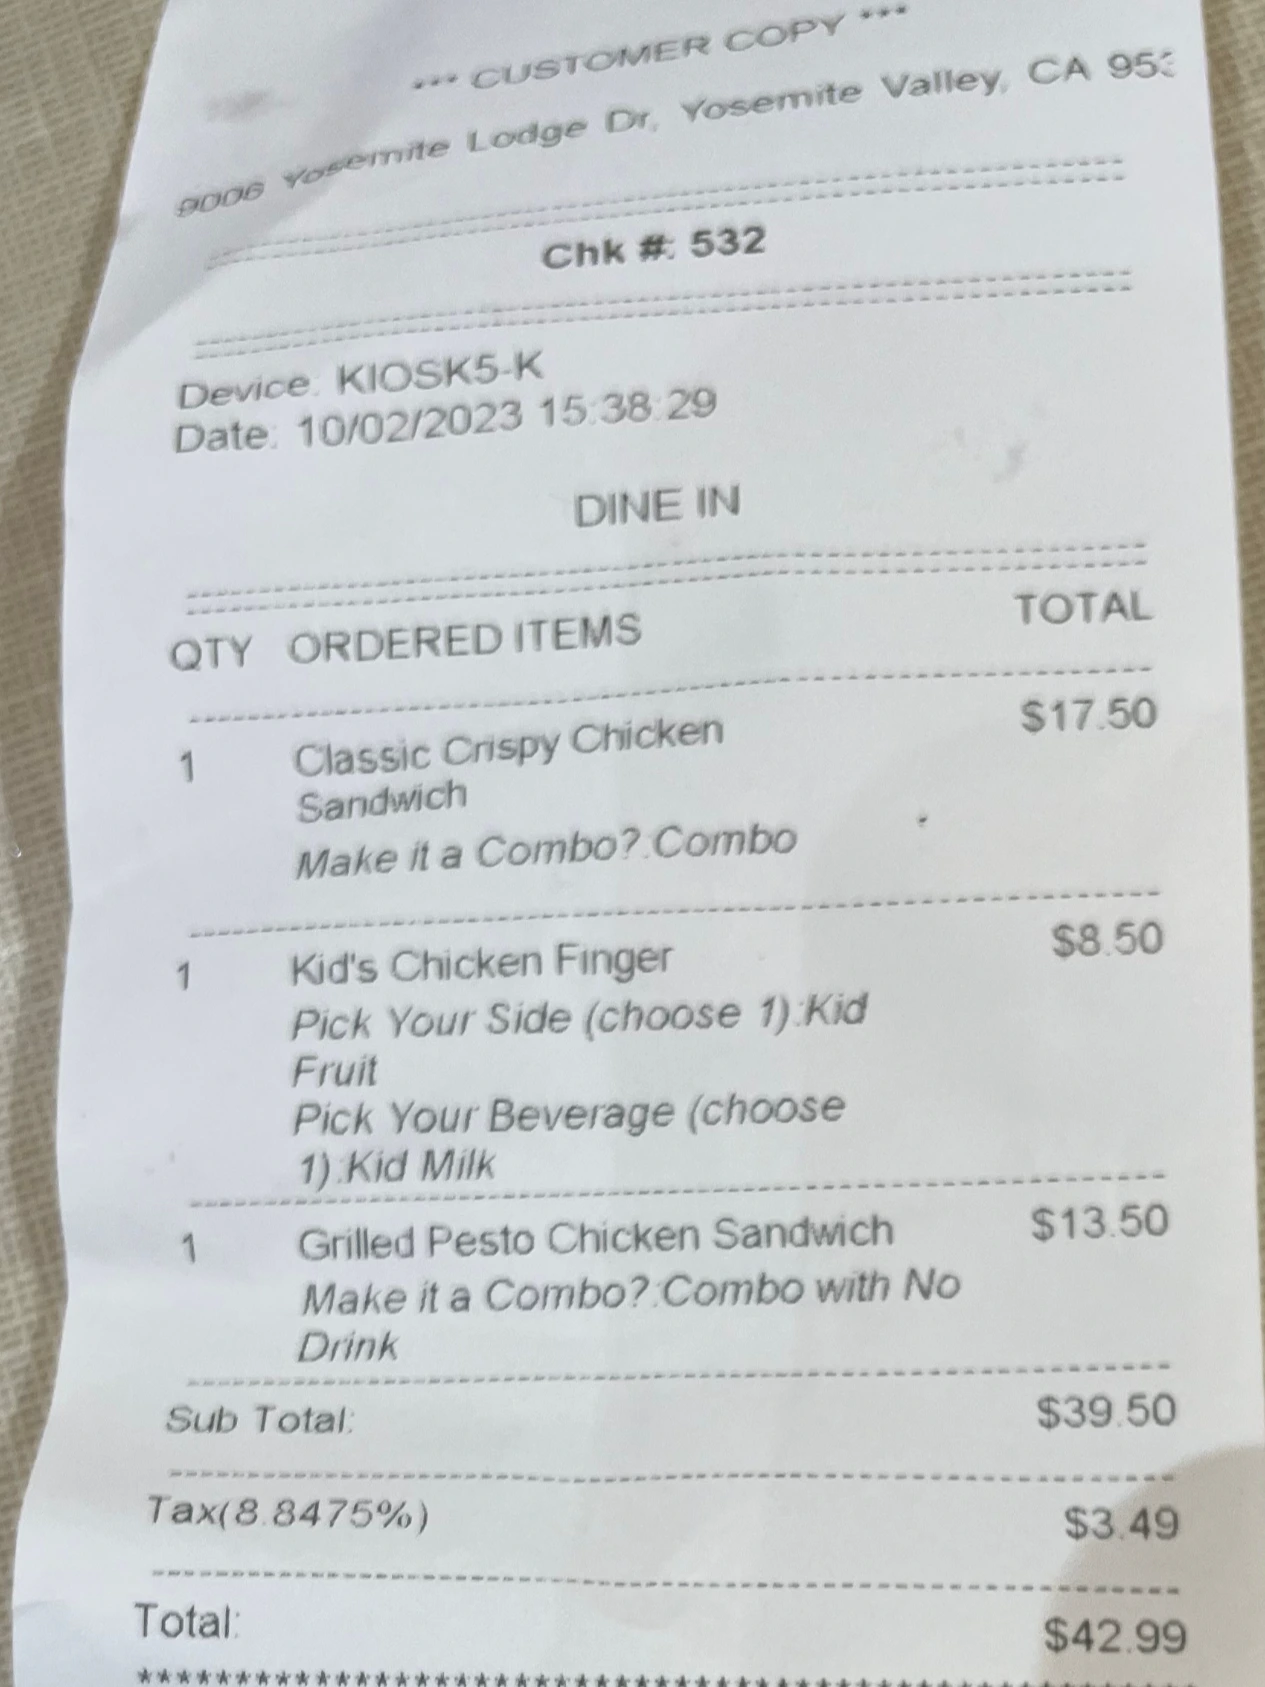 *** CUSTOMER COPY ***
9006 Yosemite Lodge Dr, Yosemite Valley, CA 953
Chk #: 532
Device: KIOSK5-K
Date: 10/02/2023 15:38:29
DINE IN
QTY ORDERED ITEMS TOTAL
1 Classic Crispy Chicken $17.50
Sandwich
Make it a Combo?:Combo
1 Kid's Chicken Finger $8.50
Pick Your Side (choose 1):Kid
Fruit
Pick Your Beverage (choose
1):Kid Milk
1 Grilled Pesto Chicken Sandwich $13.50
Make it a Combo?:Combo with No
Drink
Sub Total: $39.50
Tax(8.8475%) $3.49
Total: $42.99